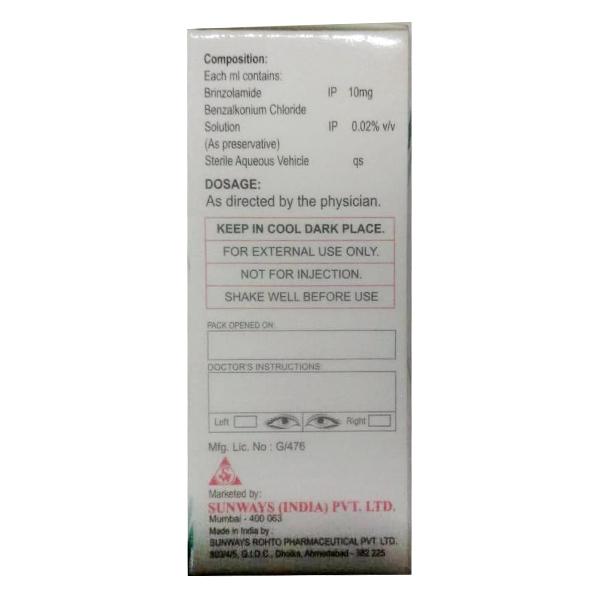 Composition:
Each ml contains:
Brinzolamide IP 10mg
Benzalkonium Chloride
Solution IP 0.02% v/v
(As preservative)
Sterile Aqueous Vehicle qs
DOSAGE:
As directed by the physician.
KEEP IN COOL DARK PLACE.
FOR EXTERNAL USE ONLY.
NOT FOR INJECTION.
SHAKE WELL BEFORE USE
PACK OPENED ON:
DOCTOR'S INSTRUCTIONS:
Left Right
Mfg. Lic. No : G/476
Marketed by:
SUNWAYS (INDIA) PVT. LTD.
Mumbai - 400 063
Made in India by :
SUNWAYS ROHTO PHARMACEUTICAL PVT. LTD.
803/4/5, G.I.D.C., Dholka, Ahmedabad - 382 225